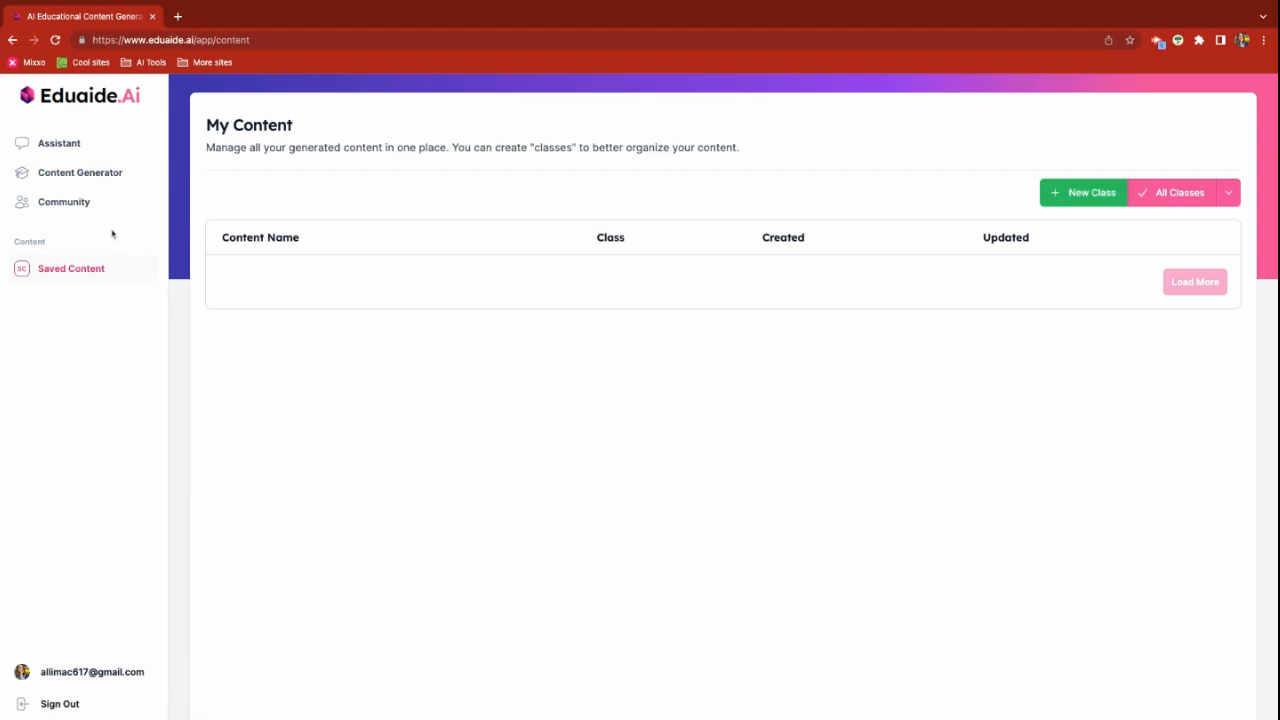 AI Educational Content Genera
https://www.eduaide.ai/app/content
Mixxo
Cool sites
AI Tools
More sites
Eduaide.Ai
Assistant
Content Generator
Community
Content
SC Saved Content
allimac617@gmail.com
Sign Out
My Content
Manage all your generated content in one place. You can create "classes" to better organize your content.
+ New Class
All Classes
Content Name Class Created Updated
Load More